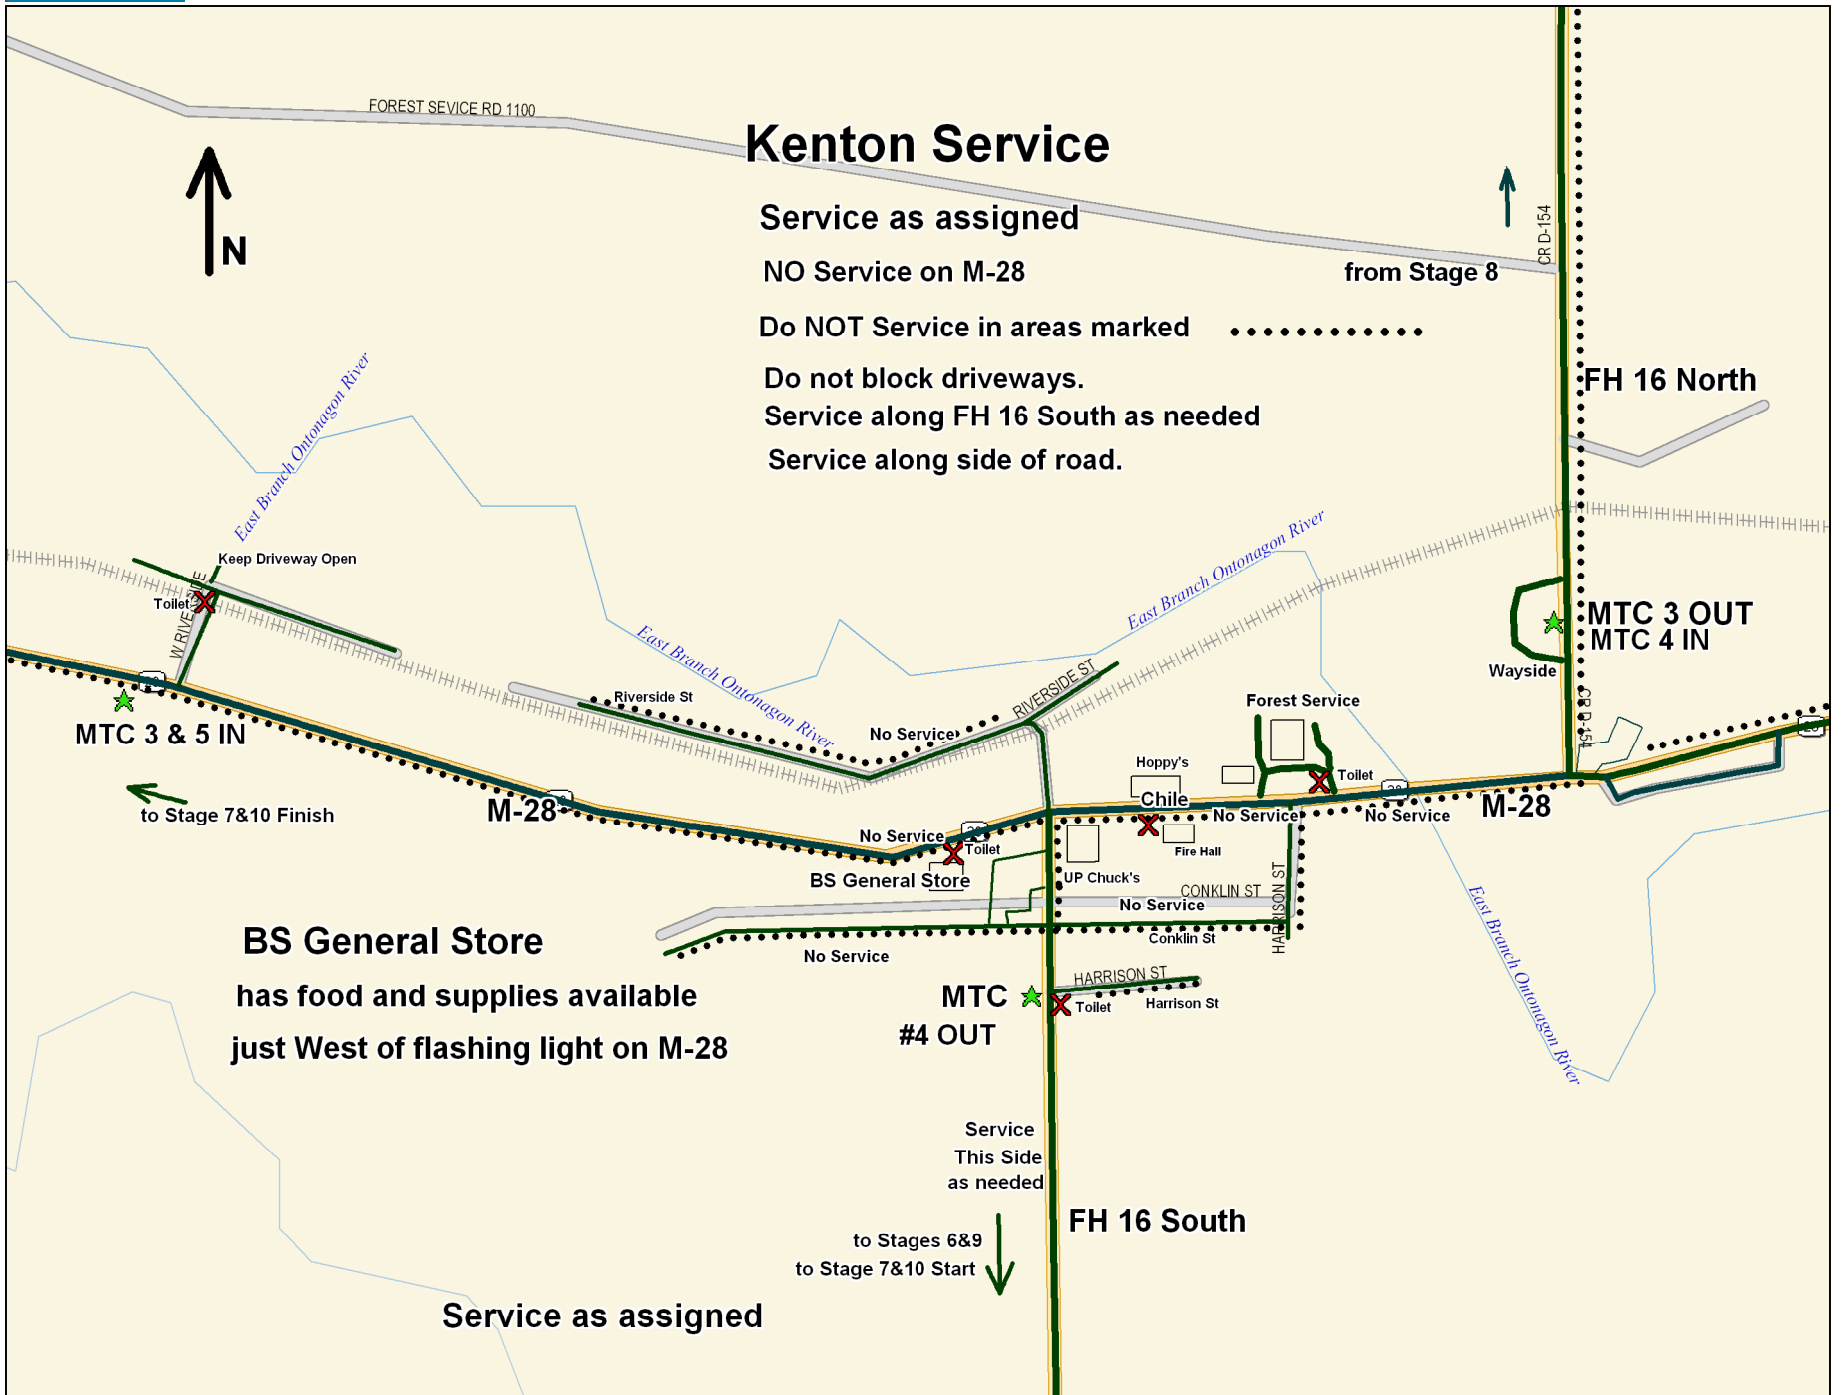 FOREST SEVICE RD 1100
Kenton Service
Service as assigned
N
CR D-154
NO Service on M-28
from Stage 8
Do NOT Service in areas marked
Do not block driveways.
FH 16 North
Service along FH 16 South as needed
Service along side of road.
East Branch Ontonagon River
East Branch Ontonagon River
Keep Driveway Open
Toilet
W RIVERSIDE
MTC 3 OUT
MTC 4 IN
East Branch Ontonagon River
Wayside
RIVERSIDE ST
Riverside St
Forest Service
CR D-154
28
MTC 3 & 5 IN
No Service
Hoppy's
Toilet
28
to Stage 7&10 Finish
M-28
28
Chile
28
M-28
No Service
No Service
No Service
28
Toilet
Fire Hall
BS General Store
UP Chuck's
CONKLIN ST
HARRISON ST
No Service
East Branch Ontonagon River
BS General Store
Conklin St
No Service
HARRISON ST
has food and supplies available
MTC
Toilet
Harrison St
#4 OUT
just West of flashing light on M-28
Service
This Side
as needed
FH 16 South
to Stages 6&9
to Stage 7&10 Start
Service as assigned